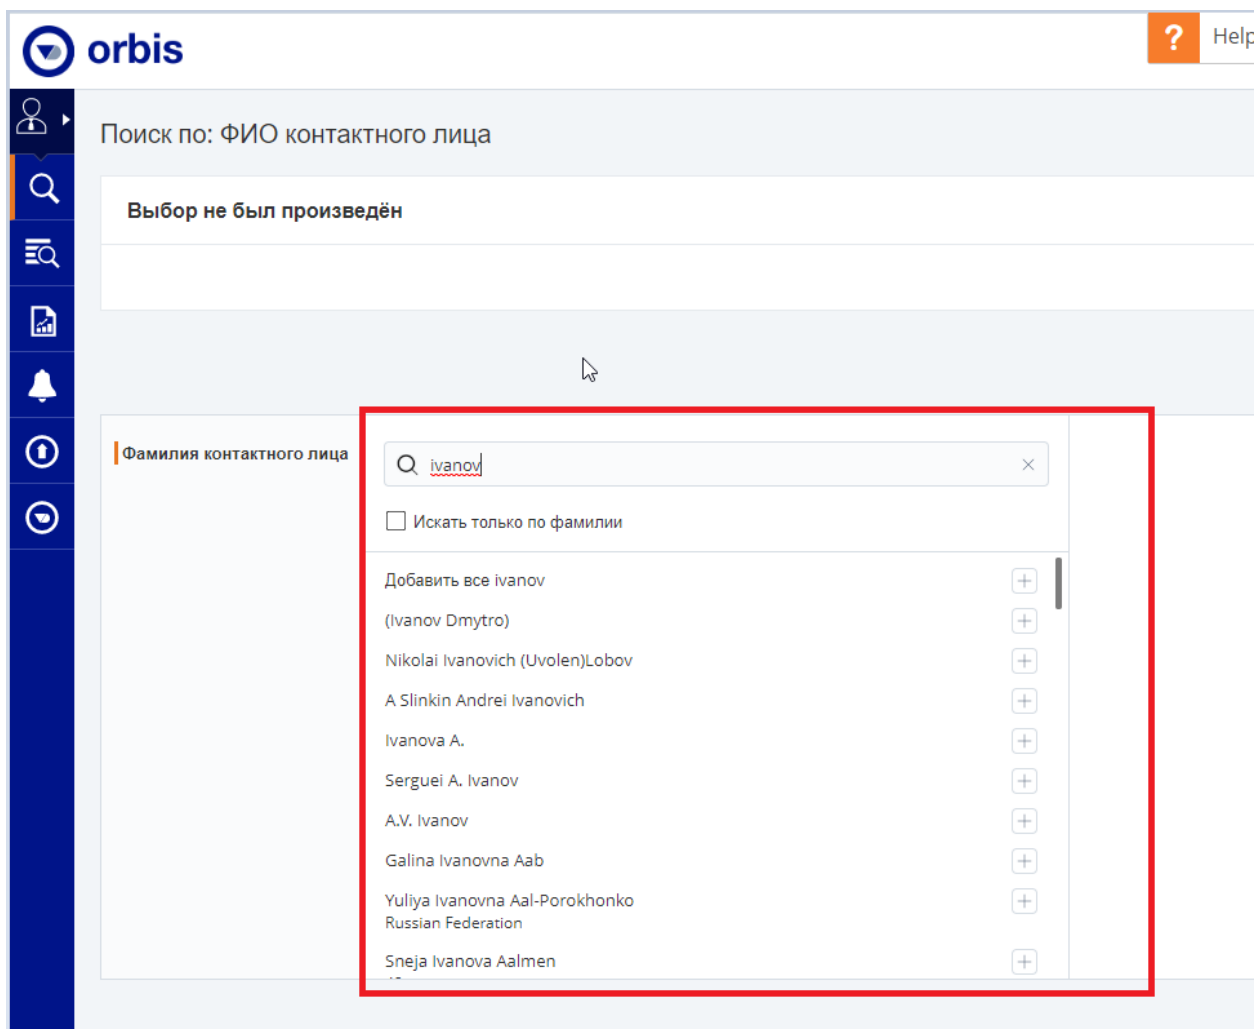 orbis
? Help
Поиск по: ФИО контактного лица
Выбор не был произведён
Фамилия контактного лица
ivanov
Искать только по фамилии
Добавить все ivanov
(Ivanov Dmytro)
Nikolai Ivanovich (Uvolen)Lobov
A Slinkin Andrei Ivanovich
Ivanova A.
Serguei A. Ivanov
A.V. Ivanov
Galina Ivanovna Aab
Yuliya Ivanovna Aal-Porokhonko
Russian Federation
Sneja Ivanova Aalmen